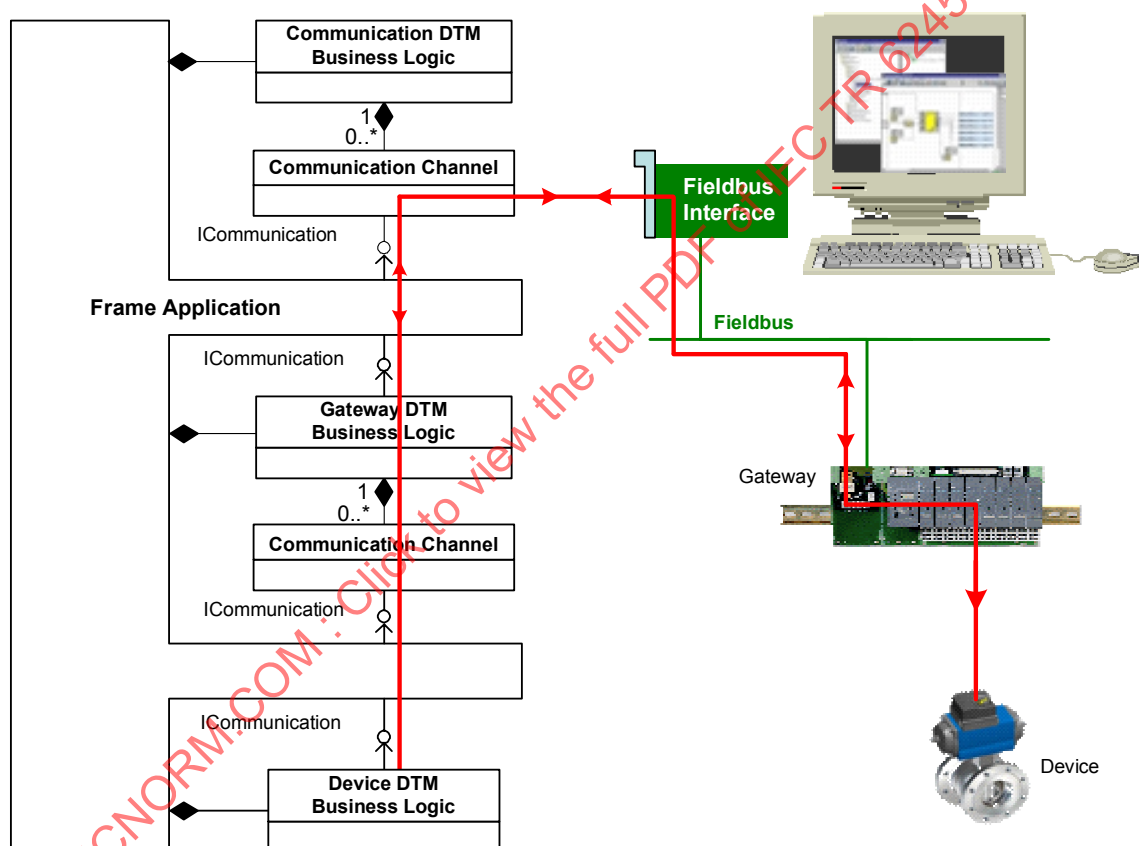 Communication DTM
Business Logic
1
0..*
Communication Channel
ICommunication
Frame Application
ICommunication
Gateway DTM
Business Logic
1
0..*
Communication Channel
ICommunication
ICommunication
Device DTM
Business Logic
Fieldbus
Interface
Fieldbus
Gateway
Device
CNORM.COM : Click to view the full PDF of IEC TR 6245